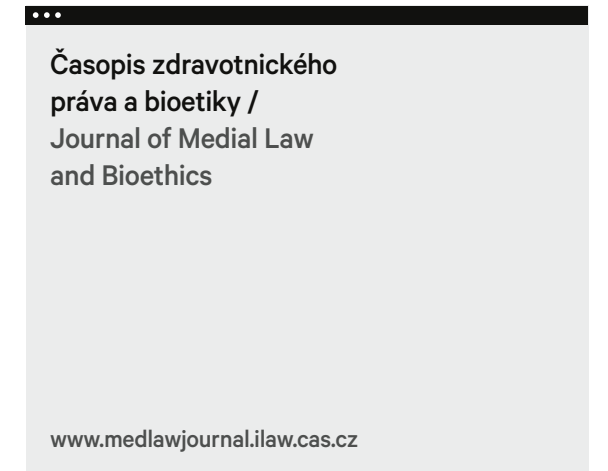 Časopis zdravotnického
práva a bioetiky /
Journal of Medial Law
and Bioethics
www.medlawjournal.ilaw.cas.cz